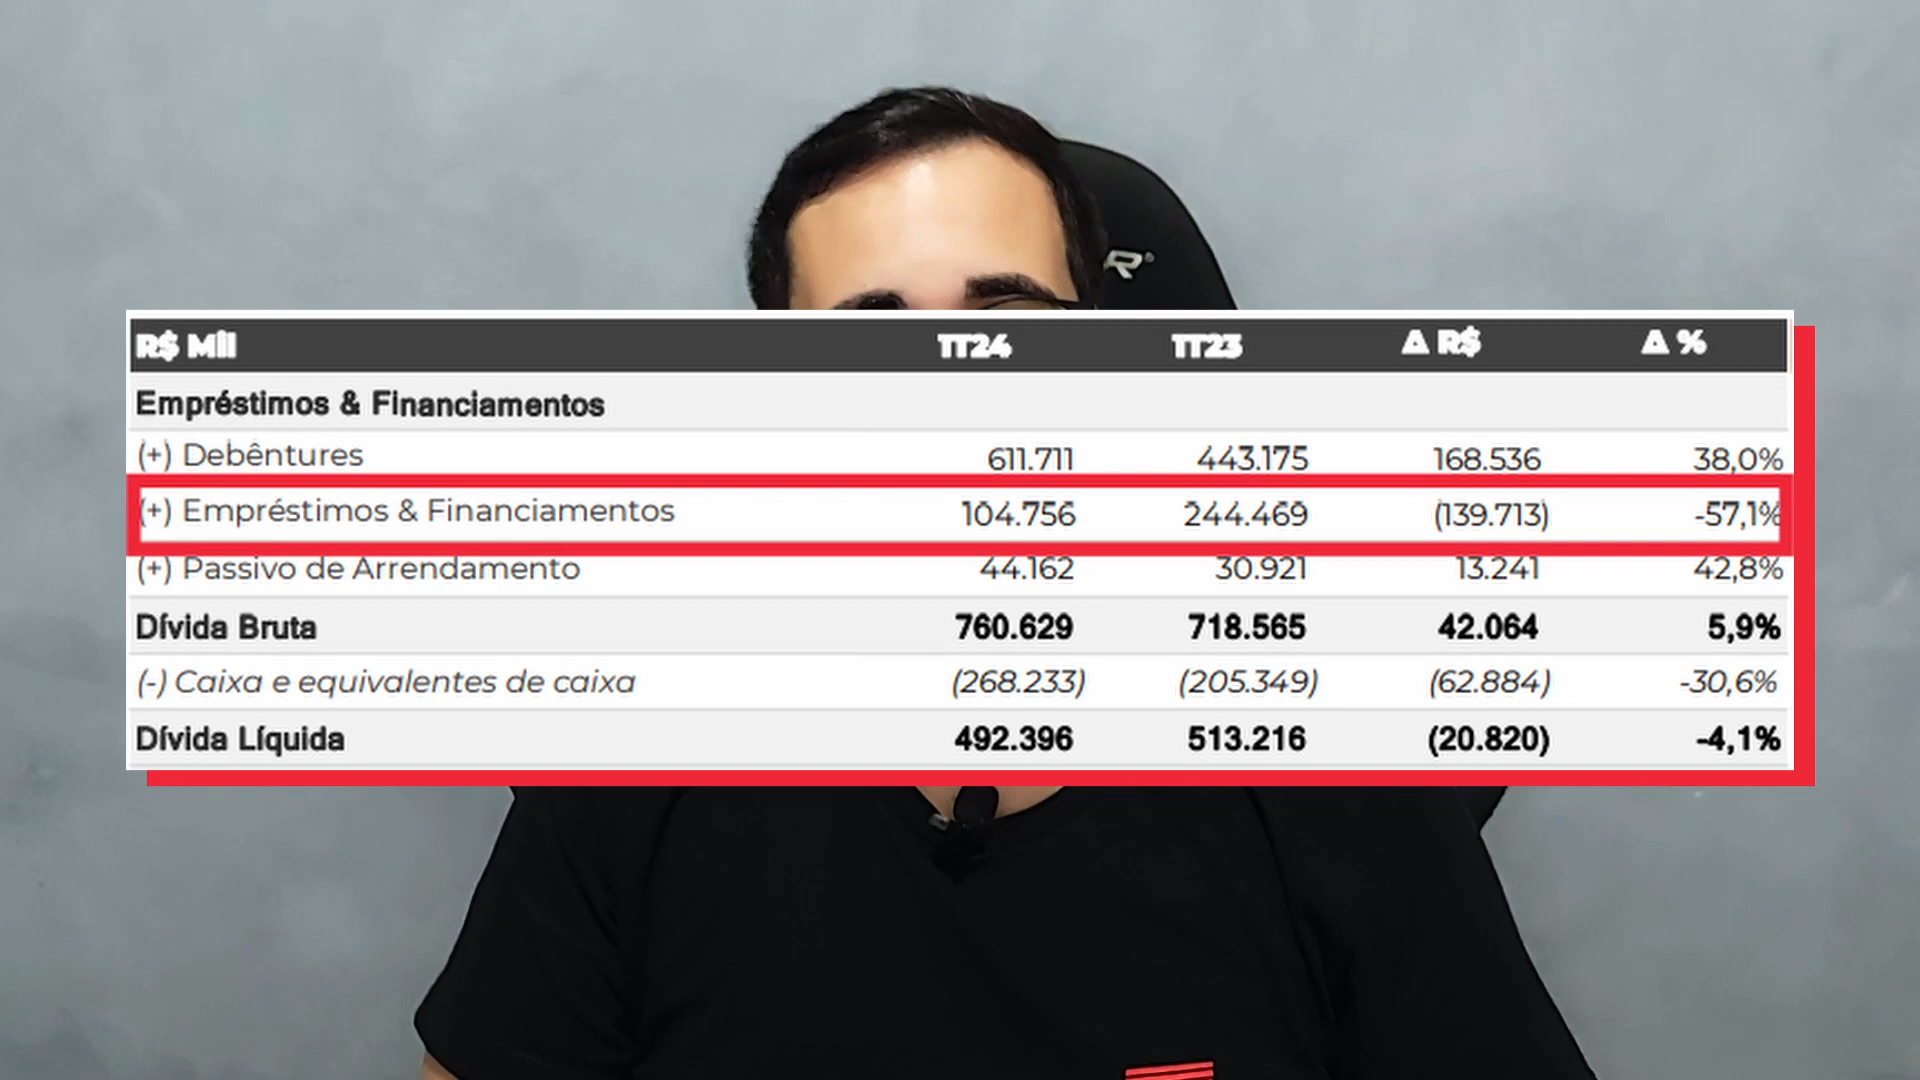 R®
R$ Mil 1T24 1T23 Δ R$ Δ %
Empréstimos & Financiamentos
(+) Debêntures 611.711 443.175 168.536 38,0%
(+) Empréstimos & Financiamentos 104.756 244.469 (139.713) -57,1%
(+) Passivo de Arrendamento 44.162 30.921 13.241 42,8%
Dívida Bruta 760.629 718.565 42.064 5,9%
(-) Caixa e equivalentes de caixa (268.233) (205.349) (62.884) -30,6%
Dívida Líquida 492.396 513.216 (20.820) -4,1%